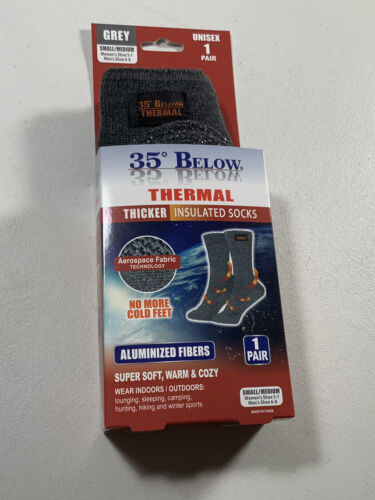 GREY
UNISEX
1
PAIR
SMALL/MEDIUM
Women's Shoe 5-7
Men's Shoe 6-8
35° BELOW
THERMAL
35° BELOW.
THERMAL
THICKER INSULATED SOCKS
Aerospace Fabric
TECHNOLOGY
NO MORE
COLD FEET
ALUMINIZED FIBERS
1
PAIR
SUPER SOFT, WARM & COZY
WEAR INDOORS / OUTDOORS:
lounging, sleeping, camping,
hunting, hiking and winter sports
SMALL/MEDIUM
Women's Shoe 5-7
Men's Shoe 6-8
MADE IN CHINA